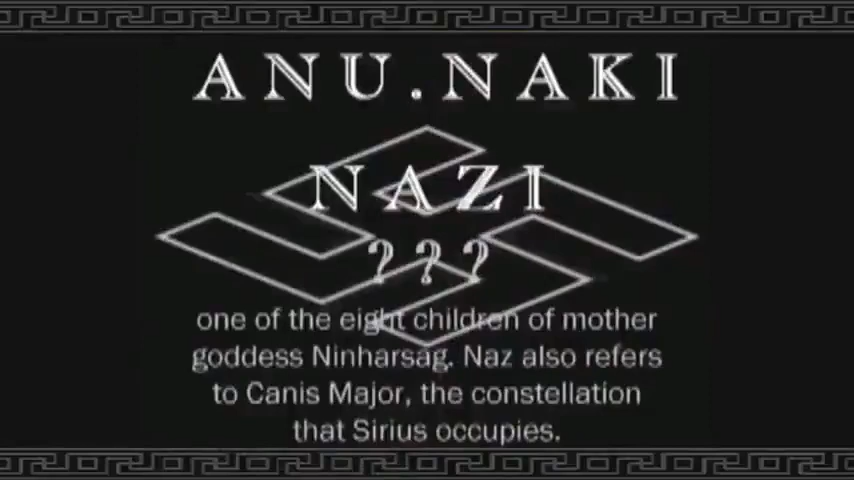 ANU.NAKI
NAZI
???
one of the eight children of mother
goddess Ninharsag. Naz also refers
to Canis Major, the constellation
that Sirius occupies.